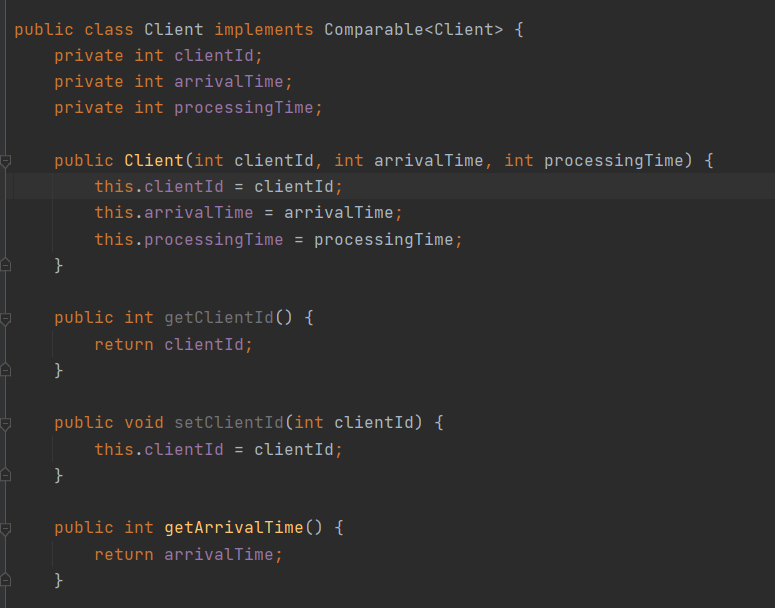 public class Client implements Comparable<Client> {
    private int clientId;
    private int arrivalTime;
    private int processingTime;

    public Client(int clientId, int arrivalTime, int processingTime) {
        this.clientId = clientId;
        this.arrivalTime = arrivalTime;
        this.processingTime = processingTime;
    }

    public int getClientId() {
        return clientId;
    }

    public void setClientId(int clientId) {
        this.clientId = clientId;
    }

    public int getArrivalTime() {
        return arrivalTime;
    }